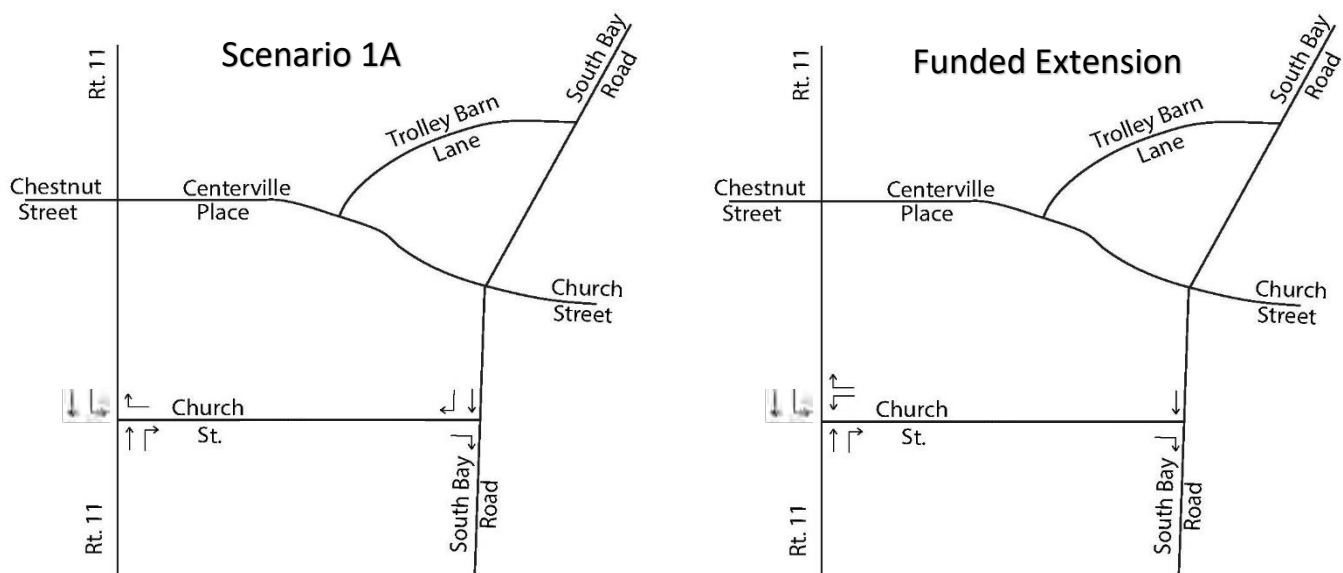 Scenario 1A
Rt. 11
South Bay
Road
Trolley Barn
Lane
Chestnut
Street
Centerville
Place
Church
Street
Church
St.
South Bay
Road
Rt. 11
Funded Extension
Rt. 11
South Bay
Road
Trolley Barn
Lane
Chestnut
Street
Centerville
Place
Church
Street
Church
St.
South Bay
Road
Rt. 11